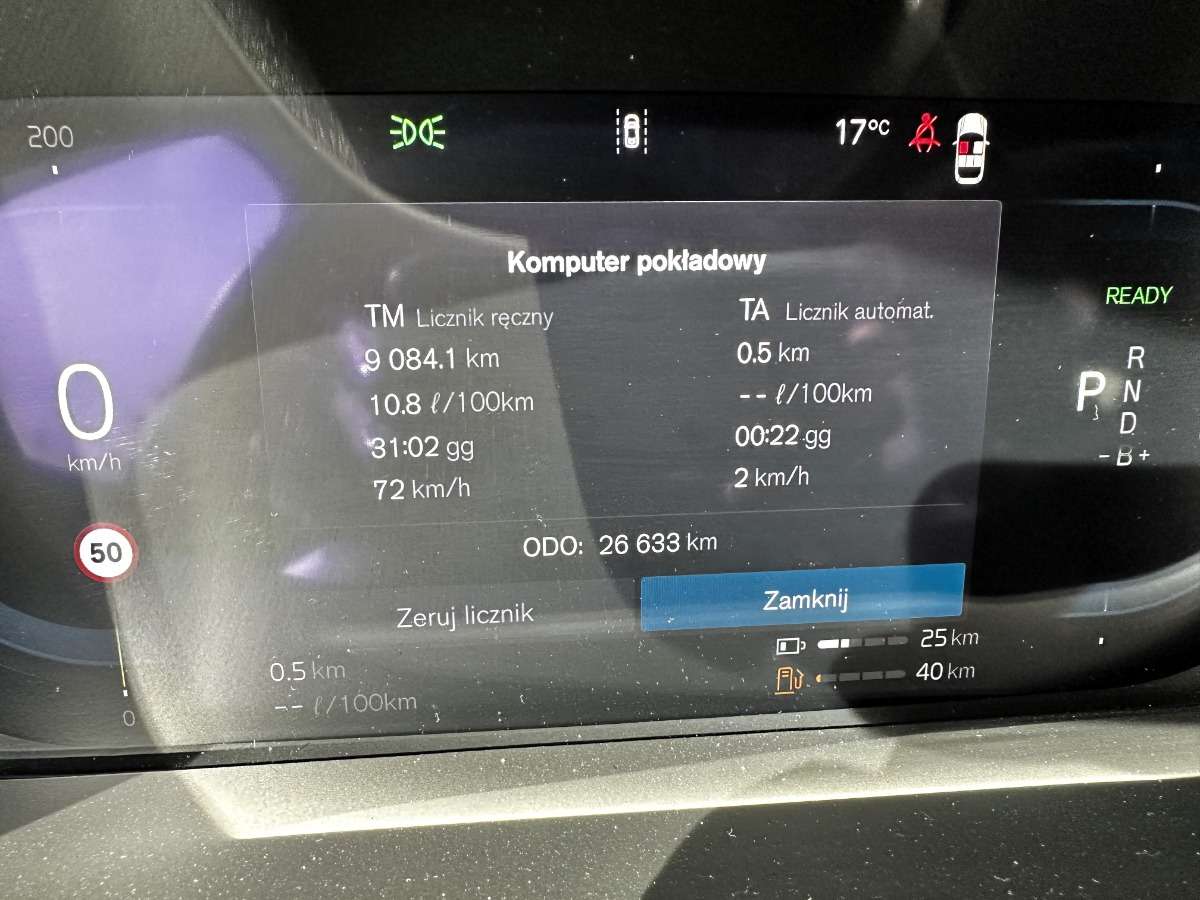 200
17°C
Komputer pokładowy
TM Licznik ręczny
9 084.1 km
10.8 ℓ/100km
31:02 gg
72 km/h
TA Licznik automat.
0.5 km
-- ℓ/100km
00:22 gg
2 km/h
ODO: 26 633 km
Zeruj licznik
Zamknij
0 km/h
50
0
READY
P
R
N
D
- B +
25 km
40 km
0.5 km
-- ℓ/100km